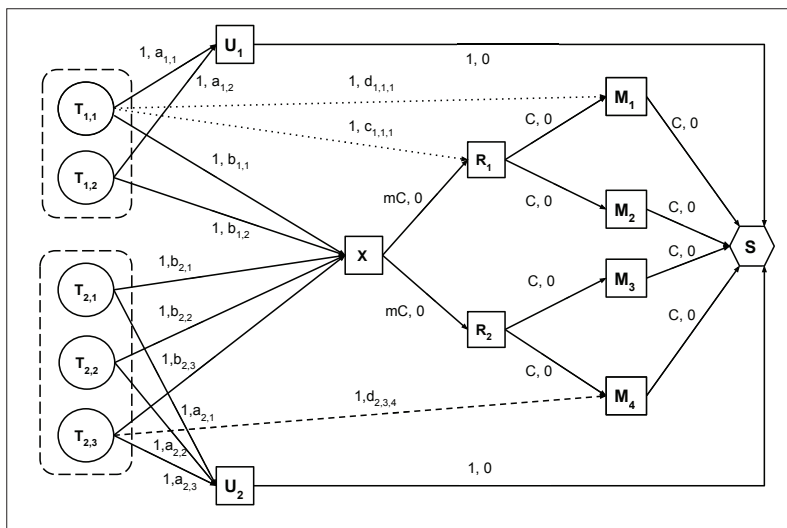 U₁
1, a₁,₁
1, a₁,₂
1, 0
T₁,₁
1, d₁,₁,₁
M₁
1, c₁,₁,₁
C, 0
R₁
1, b₁,₁
T₁,₂
C, 0
C, 0
mC, 0
M₂
C, 0
1, b₁,₂
X
S
T₂,₁
1,b₂,₁
M₃
C, 0
C, 0
1,b₂,₂
mC, 0
R₂
C, 0
T₂,₂
1,b₂,₃
C, 0
1,d₂,₃,₄
M₄
1,a₂,₁
T₂,₃
1,a₂,₂
1,a₂,₃
U₂
1, 0